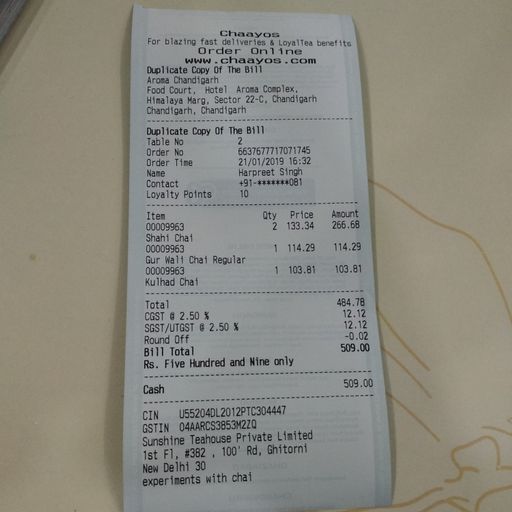 Chaayos
For blazing fast deliveries & LoyalTea benefits
Order Online
www.chaayos.com
Duplicate Copy Of The Bill
Aroma Chandigarh
Food Court, Hotel Aroma Complex,
Himalaya Marg, Sector 22-C, Chandigarh
Chandigarh, Chandigarh
Duplicate Copy Of The Bill
Table No 2
Order No 6637677717071745
Order Time 21/01/2019 16:32
Name Harpreet Singh
Contact +91-*******081
Loyalty Points 10
Item Qty Price Amount
00009963 2 133.34 266.68
Shahi Chai
00009963 1 114.29 114.29
Gur Wali Chai Regular
00009963 1 103.81 103.81
Kulhad Chai
Total 484.78
CGST @ 2.50 % 12.12
SGST/UTGST @ 2.50 % 12.12
Round Off -0.02
Bill Total 509.00
Rs. Five Hundred and Nine only
Cash 509.00
CIN U55204DL2012PTC304447
GSTIN 04AARCS3853M2ZQ
Sunshine Teahouse Private Limited
1st Fl, #382 , 100' Rd, Ghitorni
New Delhi 30
experiments with chai